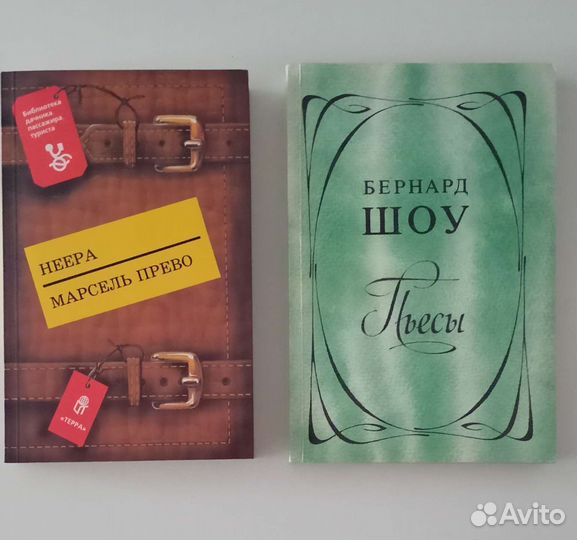 Библиотека
дачника
пассажира
туриста
НЕЕРА
МАРСЕЛЬ ПРЕВО
«ТЕРРА»
БЕРНАРД
ШОУ
Пьесы
Avito